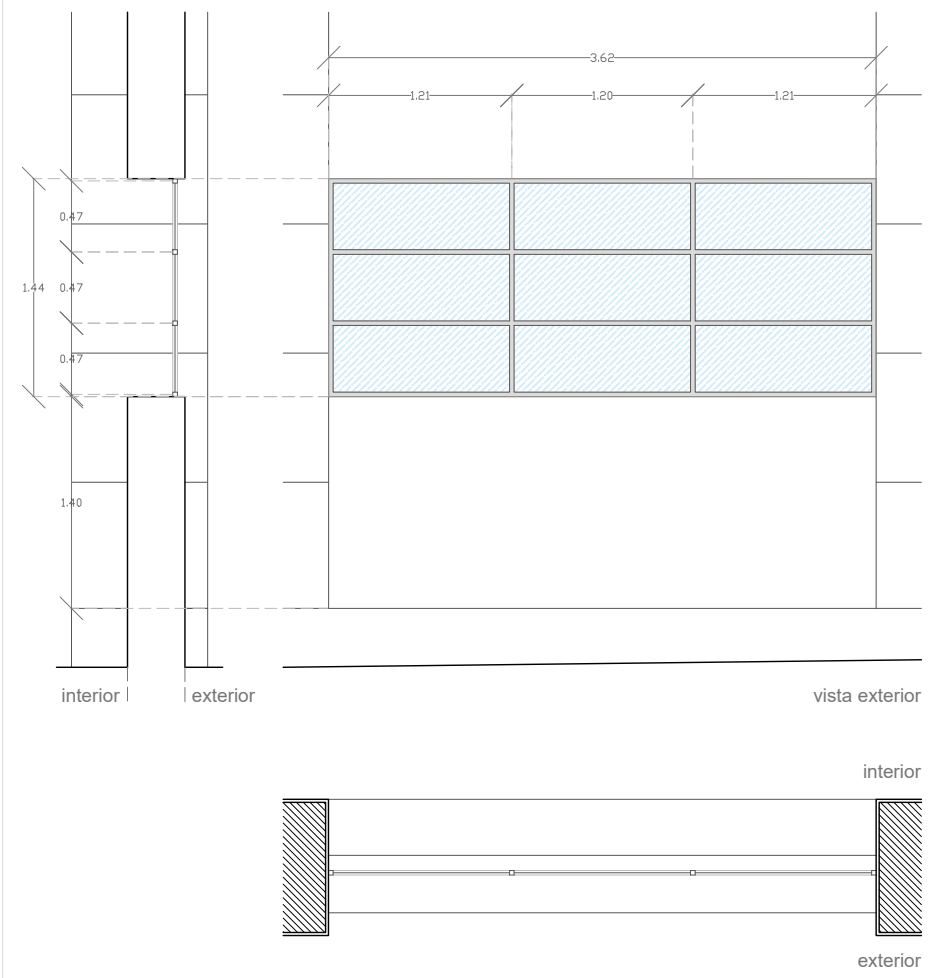 3.62
1.21 1.20 1.21
0.47
1.44 0.47
0.47
1.40
interior exterior
vista exterior
interior
exterior